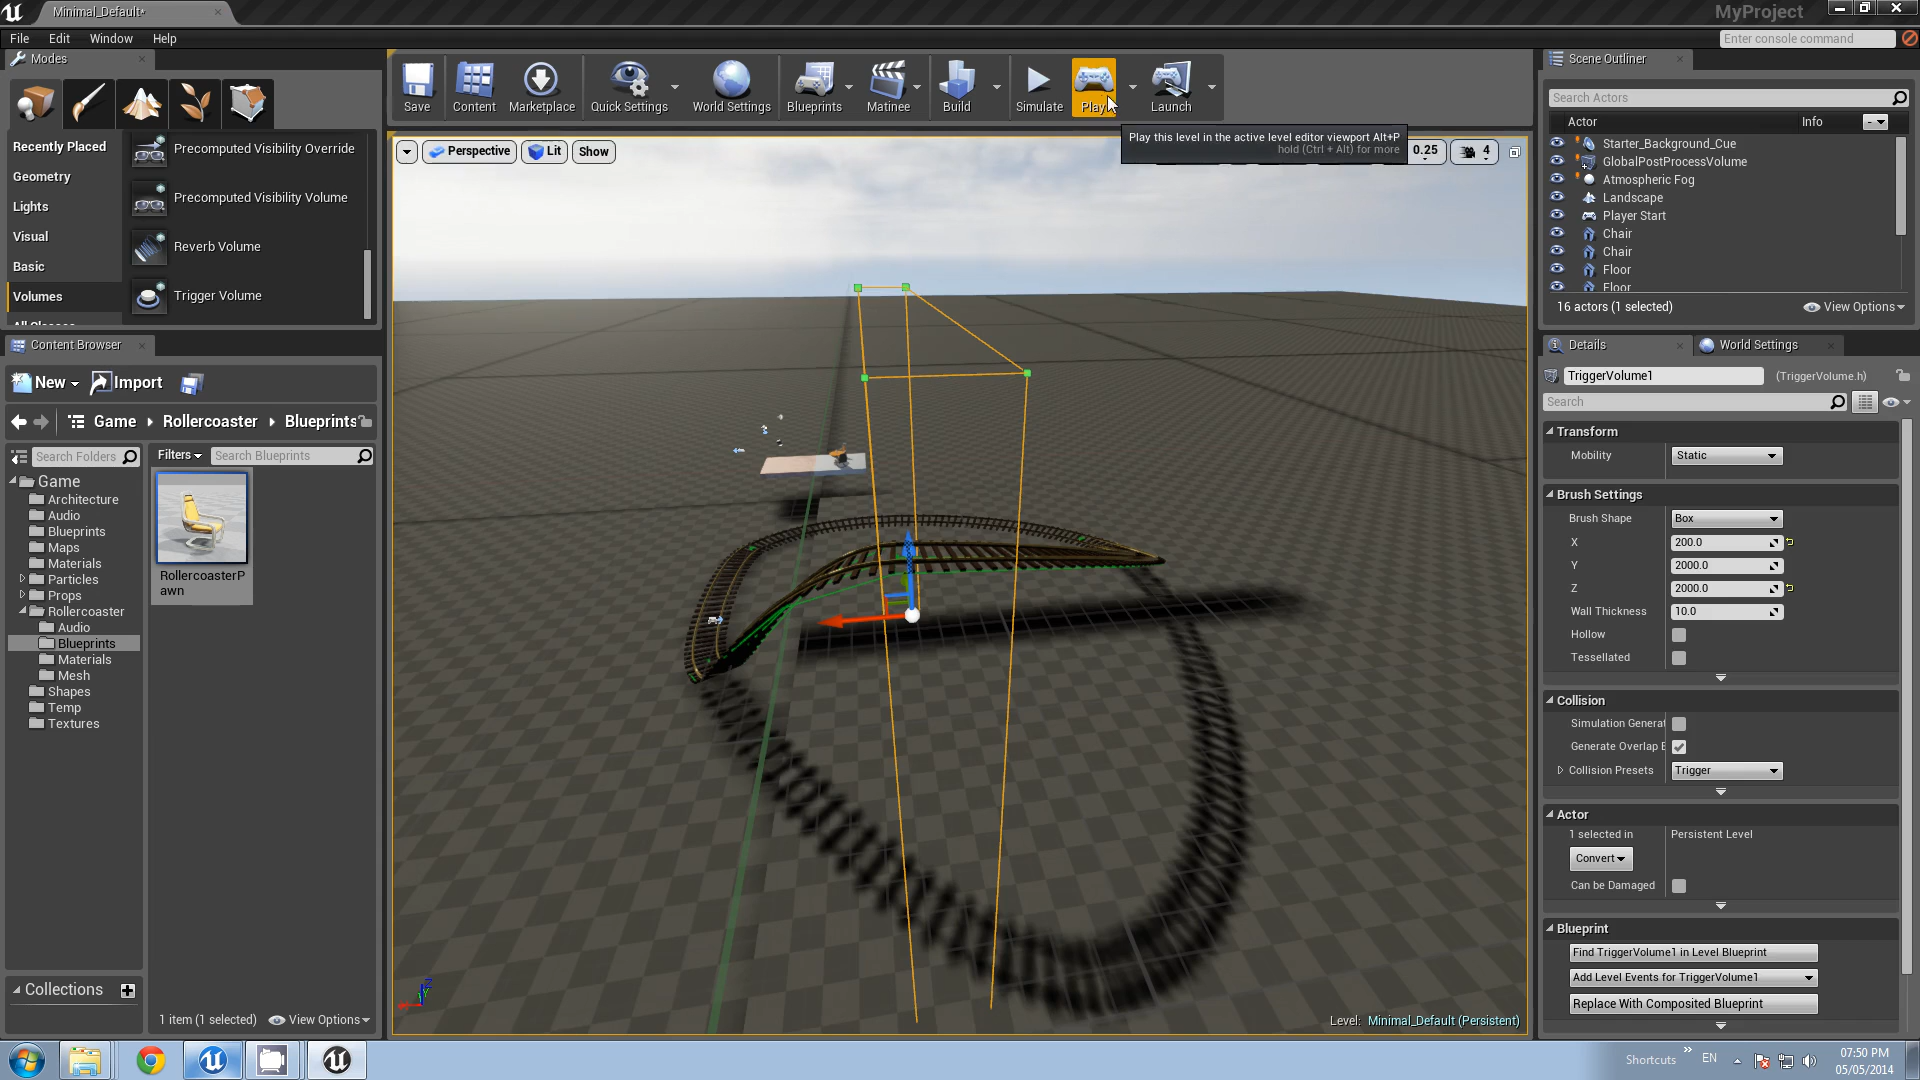 Minimal_Default*
MyProject
File Edit Window Help
Enter console command
Modes
Save
Content
Marketplace
Quick Settings
World Settings
Blueprints
Matinee
Build
Simulate
Play
Launch
Play this level in the active level editor viewport Alt+P
hold (Ctrl + Alt) for more
Recently Placed
Geometry
Lights
Visual
Basic
Volumes
Precomputed Visibility Override
Precomputed Visibility Volume
Reverb Volume
Trigger Volume
Perspective
Lit
Show
0.25
4
Scene Outliner
Search Actors
Actor
Info
Starter_Background_Cue
GlobalPostProcessVolume
Atmospheric Fog
Landscape
Player Start
Chair
Chair
Floor
Floor
16 actors (1 selected)
View Options
Content Browser
New
Import
Game
Rollercoaster
Blueprints
Search Folders
Filters
Search Blueprints
Game
Architecture
Audio
Blueprints
Maps
Materials
Particles
Props
Rollercoaster
Audio
Blueprints
Materials
Mesh
Shapes
Temp
Textures
RollercoasterP
awn
Collections
1 item (1 selected)
View Options
Level: Minimal_Default (Persistent)
Details
World Settings
TriggerVolume1
(TriggerVolume.h)
Search
Transform
Mobility
Static
Brush Settings
Brush Shape
Box
X
200.0
Y
2000.0
Z
2000.0
Wall Thickness
10.0
Hollow
Tessellated
Collision
Simulation Generat
Generate Overlap E
Collision Presets
Trigger
Actor
1 selected in
Persistent Level
Convert
Can be Damaged
Blueprint
Find TriggerVolume1 in Level Blueprint
Add Level Events for TriggerVolume1
Replace With Composited Blueprint
Shortcuts
EN
07:50 PM
05/05/2014